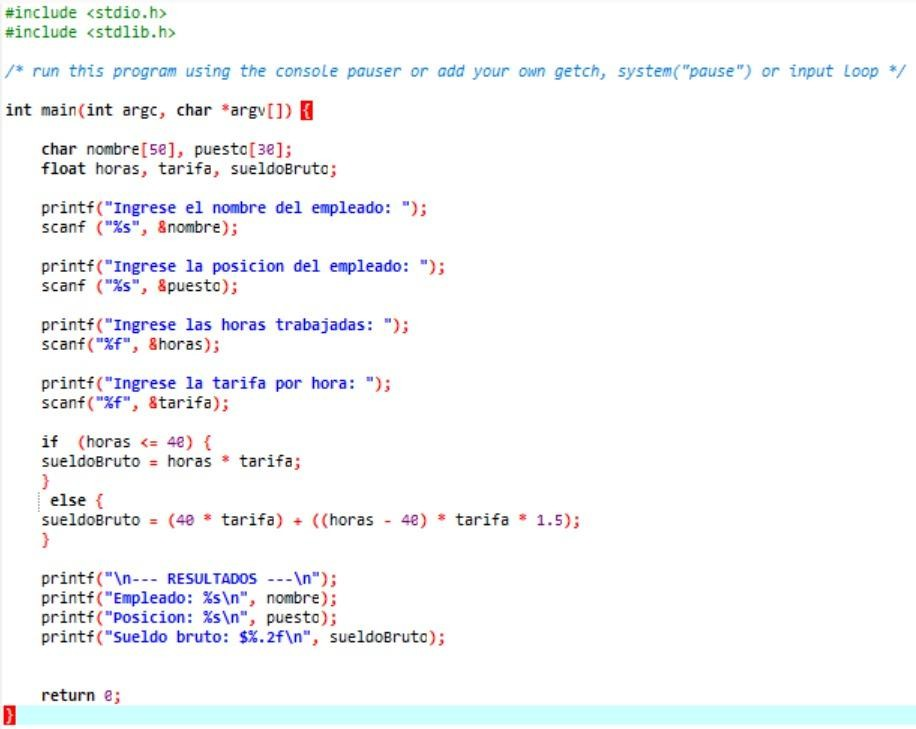 #include <stdio.h>
#include <stdlib.h>
/* run this program using the console pauser or add your own getch, system("pause") or input loop */
int main(int argc, char *argv[]) {
char nombre[50], puesto[30];
float horas, tarifa, sueldoBruto;
printf("Ingrese el nombre del empleado: ");
scanf ("%s", &nombre);
printf("Ingrese la posicion del empleado: ");
scanf ("%s", &puesto);
printf("Ingrese las horas trabajadas: ");
scanf("%f", &horas);
printf("Ingrese la tarifa por hora: ");
scanf("%f", &tarifa);
if  (horas <= 40) {
sueldoBruto = horas * tarifa;
}
else {
sueldoBruto = (40 * tarifa) + ((horas - 40) * tarifa * 1.5);
}
printf("\n--- RESULTADOS ---\n");
printf("Empleado: %s\n", nombre);
printf("Posicion: %s\n", puesto);
printf("Sueldo bruto: $%.2f\n", sueldoBruto);
return 0;
}